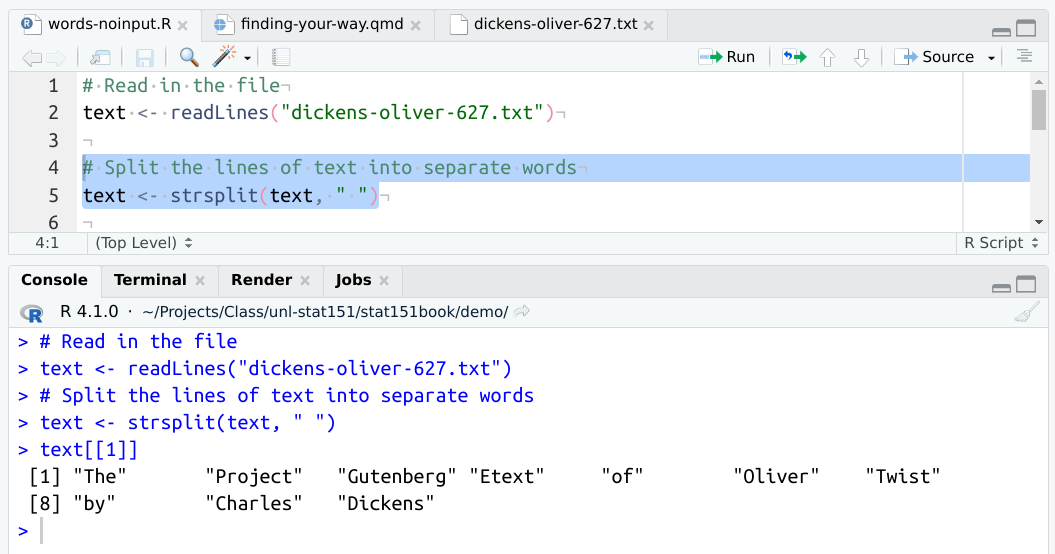 words-noinput.R finding-your-way.qmd dickens-oliver-627.txt
Run Source
1 # Read in the file
2 text <- readLines("dickens-oliver-627.txt")
3
4 # Split the lines of text into separate words
5 text <- strsplit(text, " ")
6
4:1 (Top Level) R Script
Console Terminal Render Jobs
R R 4.1.0 · ~/Projects/Class/unl-stat151/stat151book/demo/
> # Read in the file
> text <- readLines("dickens-oliver-627.txt")
> # Split the lines of text into separate words
> text <- strsplit(text, " ")
> text[[1]]
[1] "The" "Project" "Gutenberg" "Etext" "of" "Oliver" "Twist"
[8] "by" "Charles" "Dickens"
>